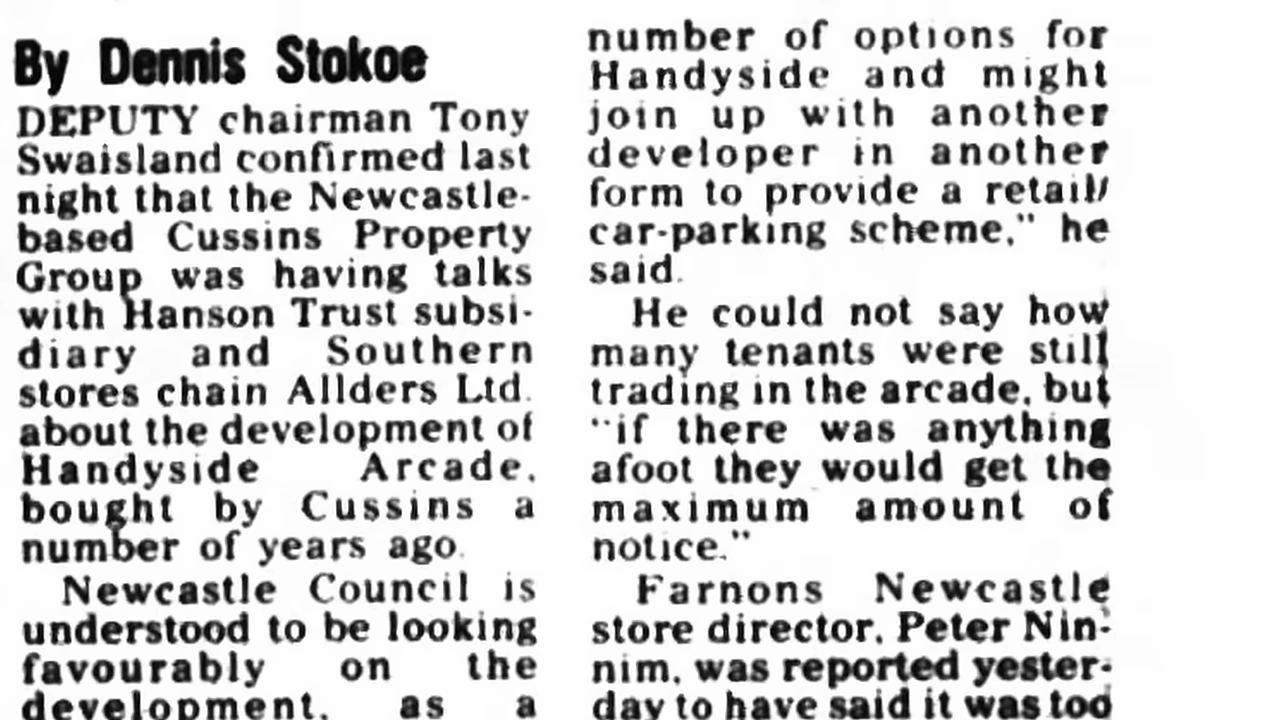 By Dennis Stokoe
DEPUTY chairman Tony
Swaisland confirmed last
night that the Newcastle-
based Cussins Property
Group was having talks
with Hanson Trust subsi-
diary and Southern
stores chain Allders Ltd.
about the development of
Handyside Arcade,
bought by Cussins a
number of years ago.
Newcastle Council is
understood to be looking
favourably on the
development, as a
number of options for
Handyside and might
join up with another
developer in another
form to provide a retail/
car-parking scheme," he
said.
He could not say how
many tenants were still
trading in the arcade, but
"if there was anything
afoot they would get the
maximum amount of
notice."
Farnons Newcastle
store director, Peter Nin-
nim, was reported yester-
day to have said it was too